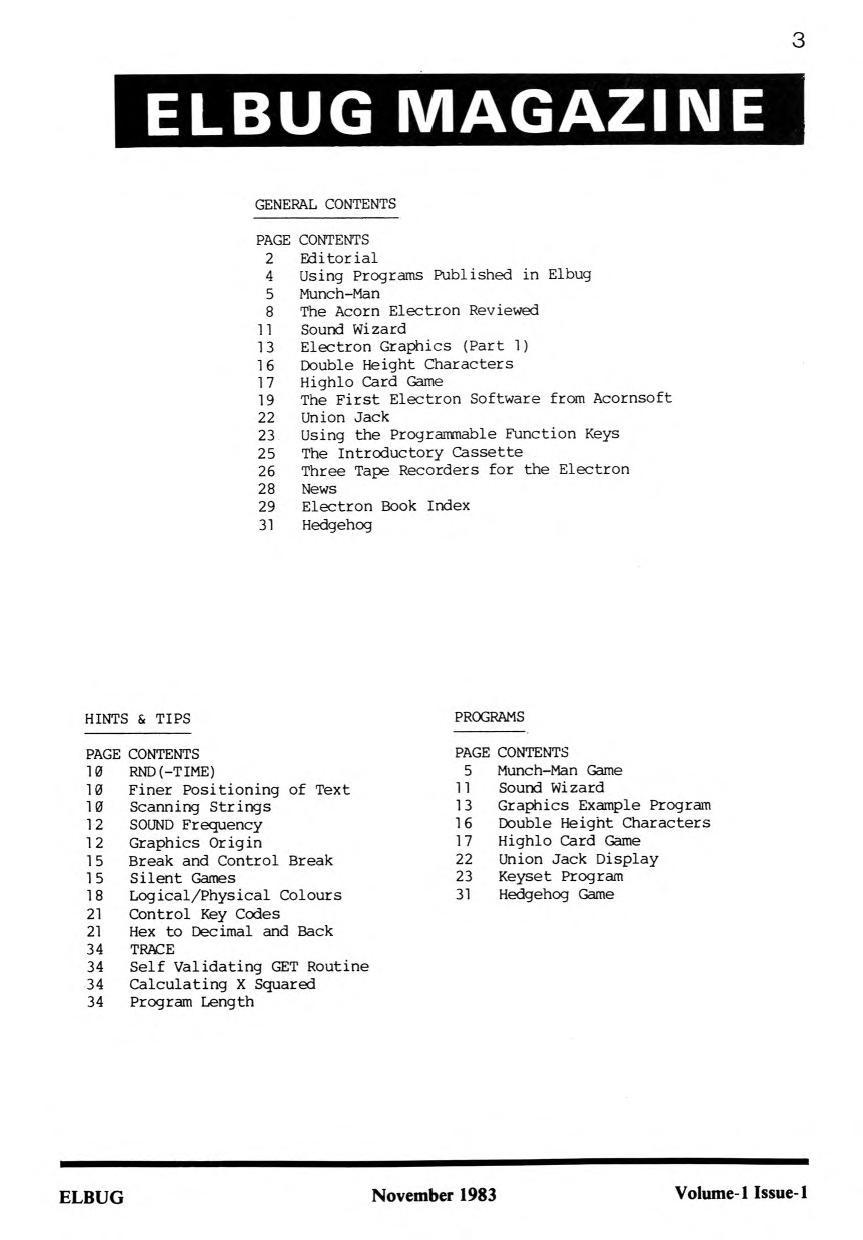 3
ELBUG MAGAZINE
GENERAL CONTENTS
PAGE CONTENTS
2 Editorial
4 Using Programs Published in Elbug
5 Munch-Man
8 The Acorn Electron Reviewed
11 Sound Wizard
13 Electron Graphics (Part 1)
16 Double Height Characters
17 Highlo Card Game
19 The First Electron Software from Acornsoft
22 Union Jack
23 Using the Programmable Function Keys
25 The Introductory Cassette
26 Three Tape Recorders for the Electron
28 News
29 Electron Book Index
31 Hedgehog
HINTS & TIPS
PAGE CONTENTS
10 RND(-TIME)
10 Finer Positioning of Text
10 Scanning Strings
12 SOUND Frequency
12 Graphics Origin
15 Break and Control Break
15 Silent Games
18 Logical/Physical Colours
21 Control Key Codes
21 Hex to Decimal and Back
34 TRACE
34 Self Validating GET Routine
34 Calculating X Squared
34 Program Length
PROGRAMS
PAGE CONTENTS
5 Munch-Man Game
11 Sound Wizard
13 Graphics Example Program
16 Double Height Characters
17 Highlo Card Game
22 Union Jack Display
23 Keyset Program
31 Hedgehog Game
ELBUG November 1983 Volume-1 Issue-1